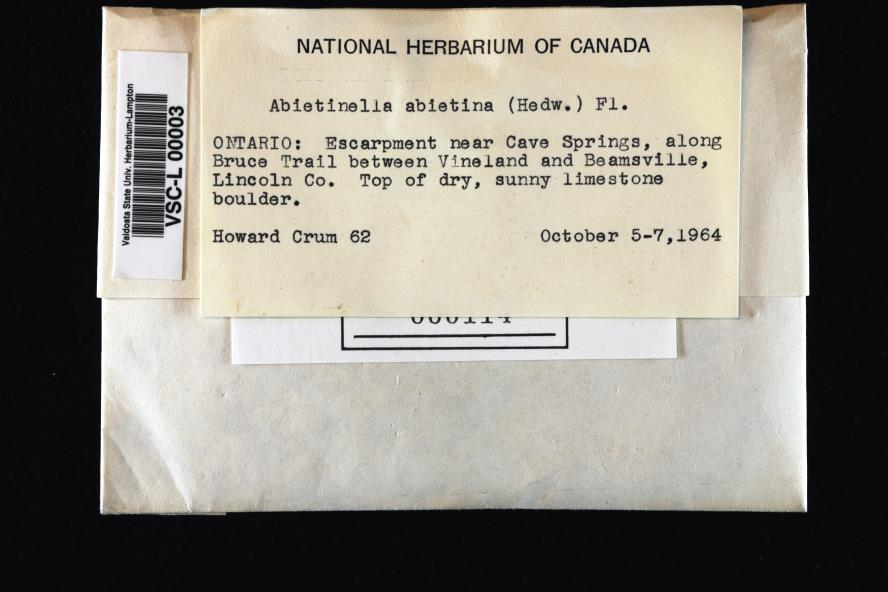 NATIONAL HERBARIUM OF CANADA
Abietinella abietina (Hedw.) Fl.
ONTARIO: Escarpment near Cave Springs, along
Bruce Trail between Vineland and Beamsville,
Lincoln Co. Top of dry, sunny limestone
boulder.
Howard Crum 62 October 5-7,1964
Valdosta State Univ. Herbarium-Lampton
VSC-L 00003
000114